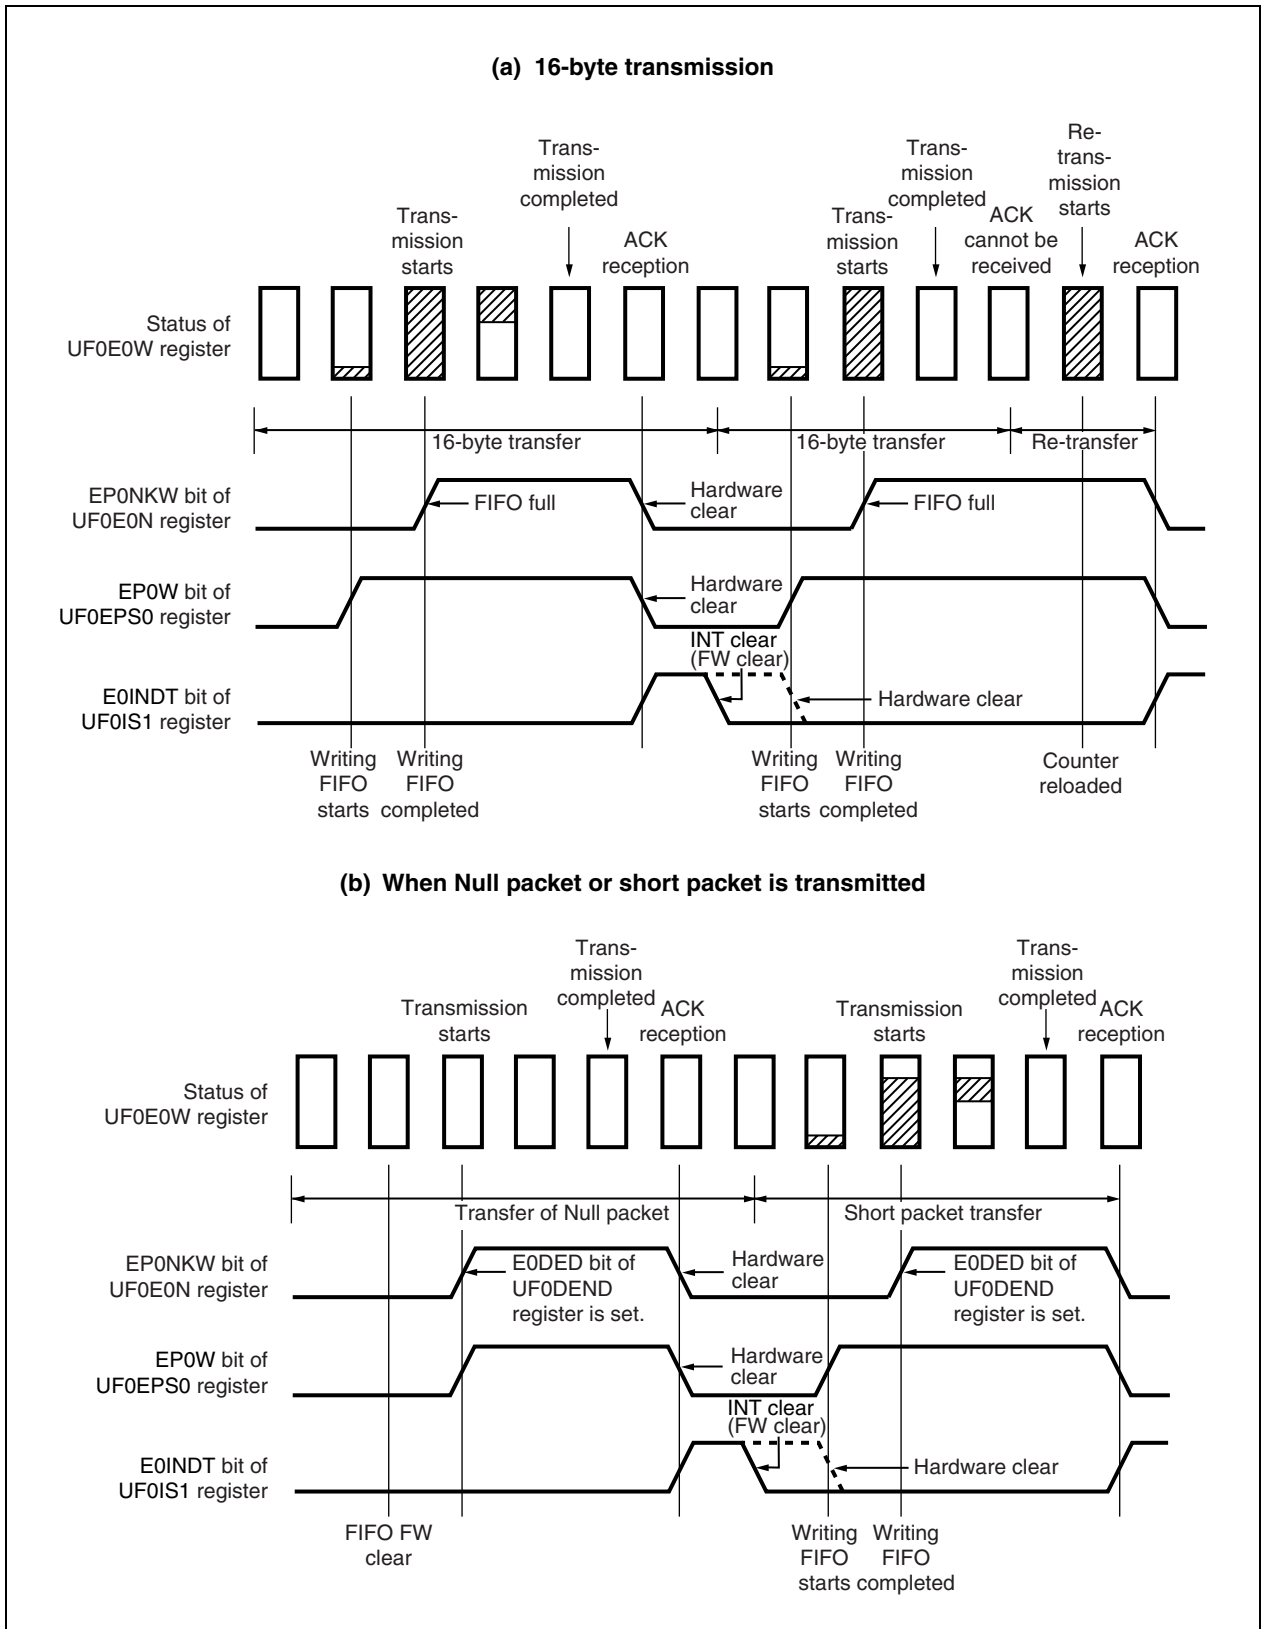 (a) 16-byte transmission
Trans-
mission
completed
Trans-
mission
completed
Re-
trans-
mission
starts
Trans-
mission
starts
ACK
reception
Trans-
mission
starts
ACK
cannot be
received
ACK
reception
Status of
UF0E0W register
16-byte transfer
16-byte transfer
Re-transfer
EP0NKW bit of
UF0E0N register
FIFO full
Hardware
clear
FIFO full
EP0W bit of
UF0EPS0 register
Hardware
clear
INT clear
(FW clear)
E0INDT bit of
UF0IS1 register
Hardware clear
Writing
FIFO
starts
Writing
FIFO
completed
Writing
FIFO
starts
Writing
FIFO
completed
Counter
reloaded
(b) When Null packet or short packet is transmitted
Transmission
starts
Trans-
mission
completed
ACK
reception
Transmission
starts
Trans-
mission
completed
ACK
reception
Status of
UF0E0W register
Transfer of Null packet
Short packet transfer
EP0NKW bit of
UF0E0N register
E0DED bit of
UF0DEND
register is set.
Hardware
clear
E0DED bit of
UF0DEND
register is set.
EP0W bit of
UF0EPS0 register
Hardware
clear
INT clear
(FW clear)
E0INDT bit of
UF0IS1 register
Hardware clear
FIFO FW
clear
Writing
FIFO
starts
Writing
FIFO
completed